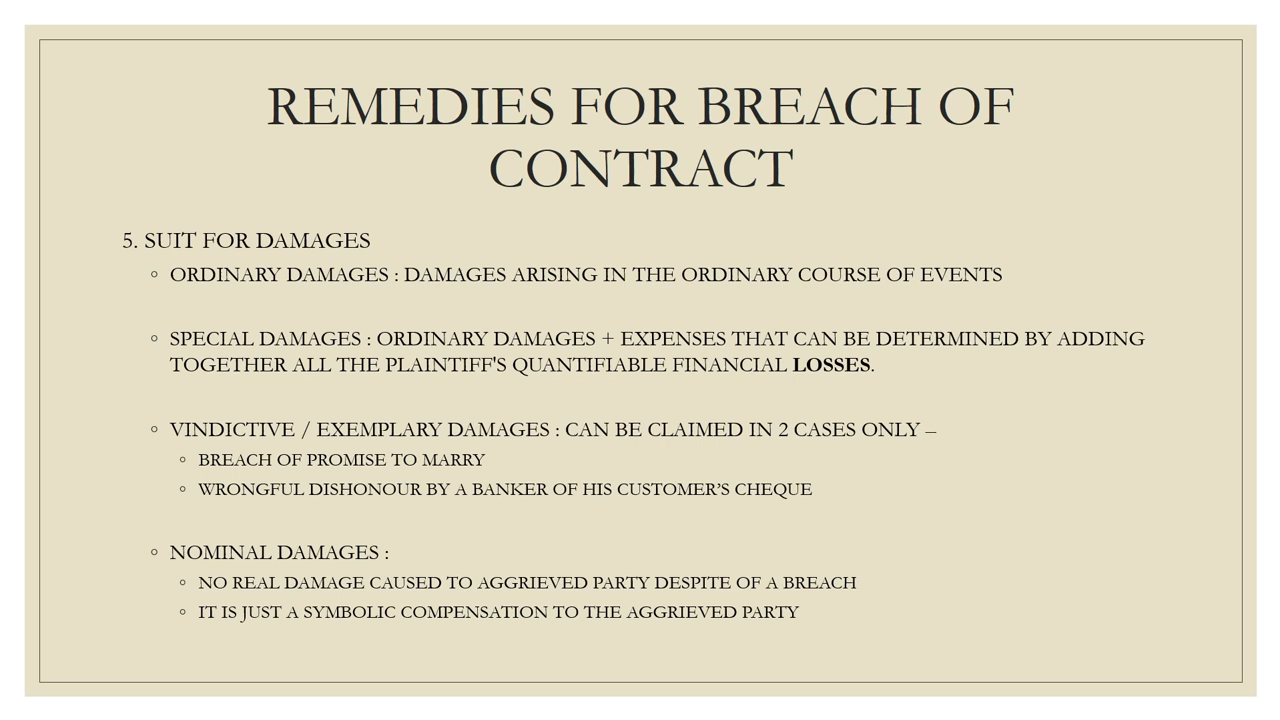 REMEDIES FOR BREACH OF
CONTRACT
5. SUIT FOR DAMAGES
◦ ORDINARY DAMAGES : DAMAGES ARISING IN THE ORDINARY COURSE OF EVENTS
◦ SPECIAL DAMAGES : ORDINARY DAMAGES + EXPENSES THAT CAN BE DETERMINED BY ADDING
TOGETHER ALL THE PLAINTIFF'S QUANTIFIABLE FINANCIAL LOSSES.
◦ VINDICTIVE / EXEMPLARY DAMAGES : CAN BE CLAIMED IN 2 CASES ONLY –
◦ BREACH OF PROMISE TO MARRY
◦ WRONGFUL DISHONOUR BY A BANKER OF HIS CUSTOMER’S CHEQUE
◦ NOMINAL DAMAGES :
◦ NO REAL DAMAGE CAUSED TO AGGRIEVED PARTY DESPITE OF A BREACH
◦ IT IS JUST A SYMBOLIC COMPENSATION TO THE AGGRIEVED PARTY